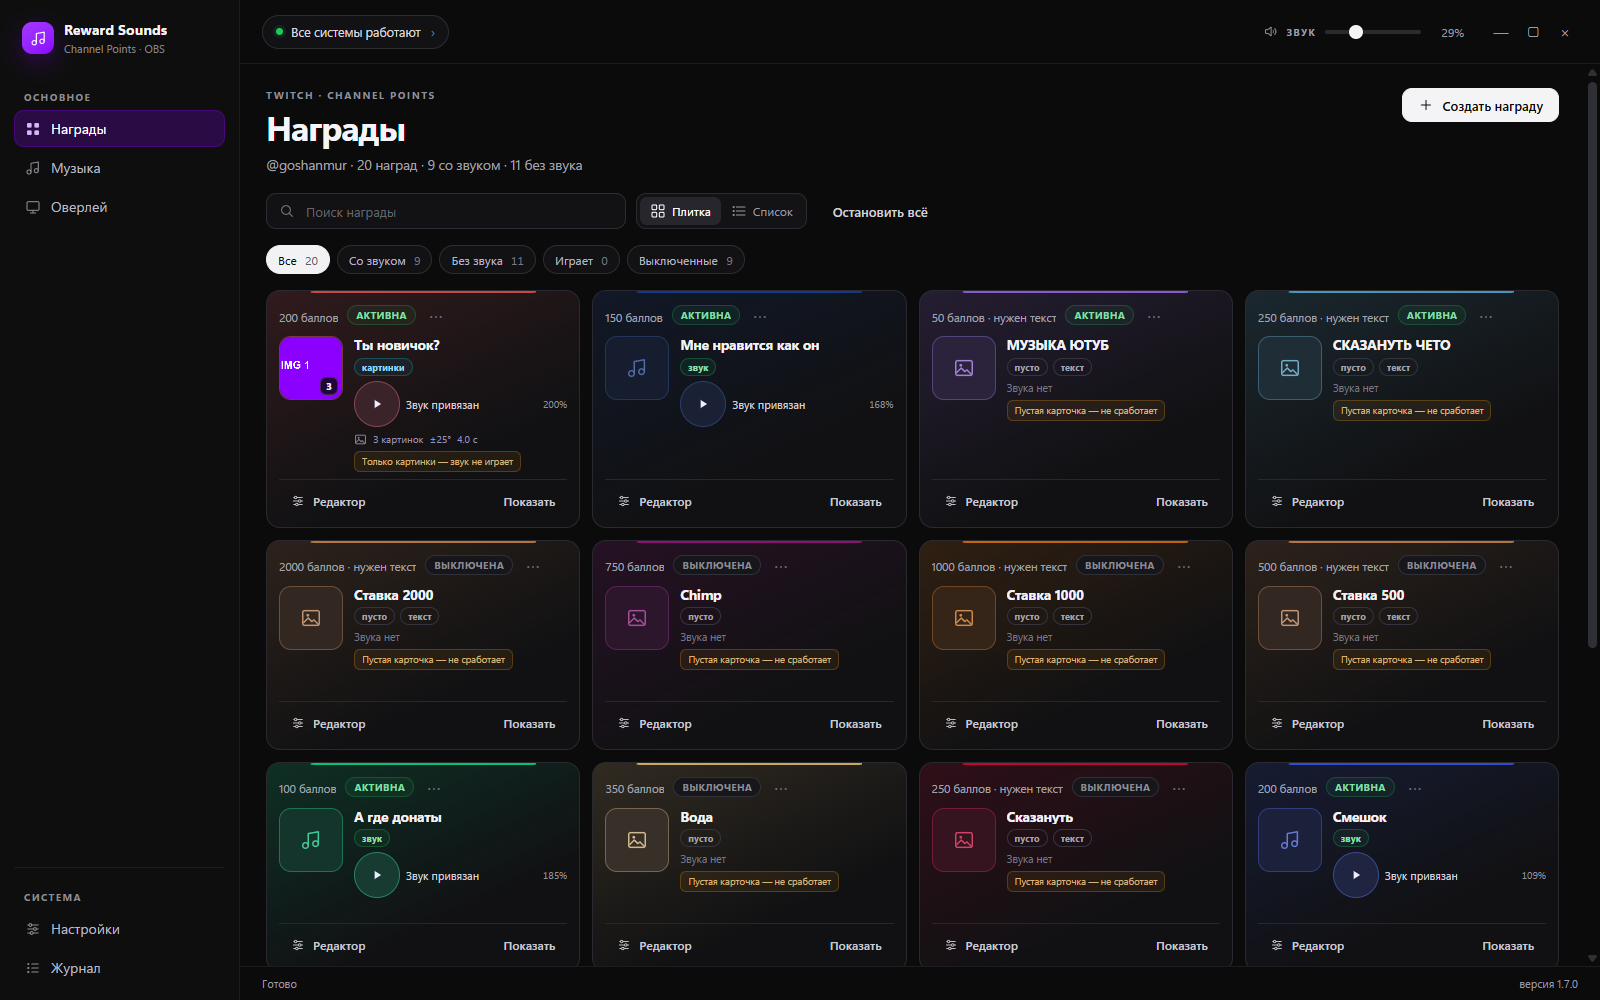 Reward Sounds
Channel Points · OBS
ОСНОВНОЕ
Награды
Музыка
Оверлей
СИСТЕМА
Настройки
Журнал
Все системы работают ›
ЗВУК 29%
TWITCH · CHANNEL POINTS
Награды
@goshanmur · 20 наград · 9 со звуком · 11 без звука
+ Создать награду
Поиск награды
Плитка Список
Остановить всё
Все 20 Со звуком 9 Без звука 11 Играет 0 Выключенные 9
200 баллов АКТИВНА ...
IMG 1
3
Ты новичок?
картинки
Звук привязан 200%
3 картинок ±25° 4.0 с
Только картинки — звук не играет
Редактор Показать
150 баллов АКТИВНА ...
Мне нравится как он
звук
Звук привязан 168%
Редактор Показать
50 баллов · нужен текст АКТИВНА ...
МУЗЫКА ЮТУБ
пусто текст
Звука нет
Пустая карточка — не сработает
Редактор Показать
250 баллов · нужен текст АКТИВНА ...
СКАЗАНУТЬ ЧЕТО
пусто текст
Звука нет
Пустая карточка — не сработает
Редактор Показать
2000 баллов · нужен текст ВЫКЛЮЧЕНА ...
Ставка 2000
пусто текст
Звука нет
Пустая карточка — не сработает
Редактор Показать
750 баллов ВЫКЛЮЧЕНА ...
Chimp
пусто
Звука нет
Пустая карточка — не сработает
Редактор Показать
1000 баллов · нужен текст ВЫКЛЮЧЕНА ...
Ставка 1000
пусто текст
Звука нет
Пустая карточка — не сработает
Редактор Показать
500 баллов · нужен текст ВЫКЛЮЧЕНА ...
Ставка 500
пусто текст
Звука нет
Пустая карточка — не сработает
Редактор Показать
100 баллов АКТИВНА ...
А где донаты
звук
Звук привязан 185%
Редактор Показать
350 баллов ВЫКЛЮЧЕНА ...
Вода
пусто
Звука нет
Пустая карточка — не сработает
Редактор Показать
250 баллов · нужен текст ВЫКЛЮЧЕНА ...
Сказануть
пусто текст
Звука нет
Пустая карточка — не сработает
Редактор Показать
200 баллов АКТИВНА ...
Смешок
звук
Звук привязан 109%
Редактор Показать
Готово
версия 1.7.0